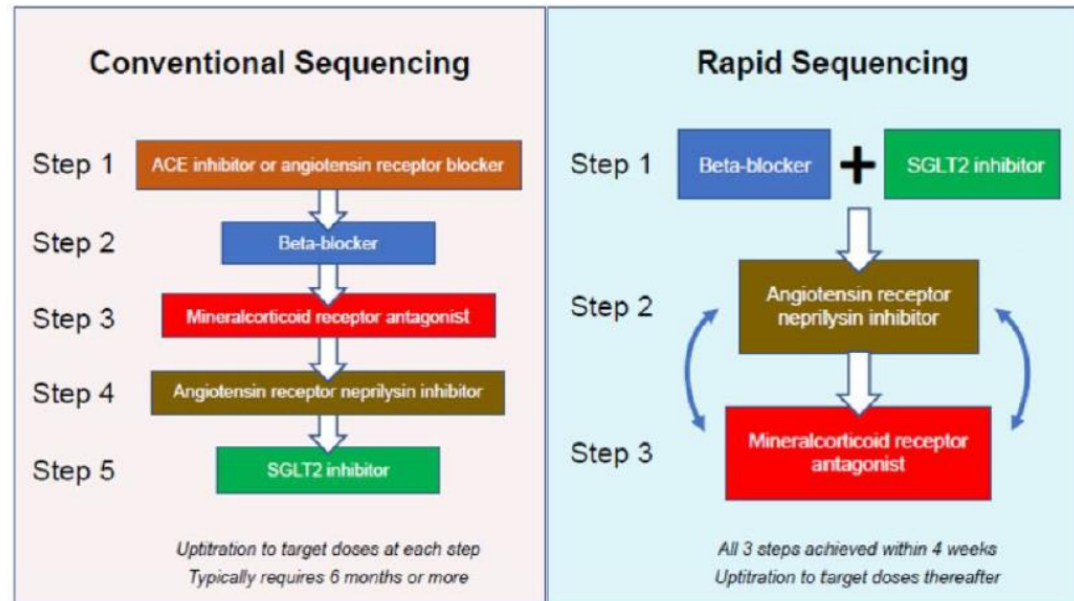 Conventional Sequencing
Step 1
ACE inhibitor or angiotensin receptor blocker
Step 2
Beta-blocker
Step 3
Mineralcorticoid receptor antagonist
Step 4
Angiotensin receptor neprilysin inhibitor
Step 5
SGLT2 inhibitor
Uptitration to target doses at each step
Typically requires 6 months or more
Rapid Sequencing
Step 1
Beta-blocker
+
SGLT2 inhibitor
Step 2
Angiotensin receptor
neprilysin inhibitor
Step 3
Mineralcorticoid receptor
antagonist
All 3 steps achieved within 4 weeks
Uptitration to target doses thereafter